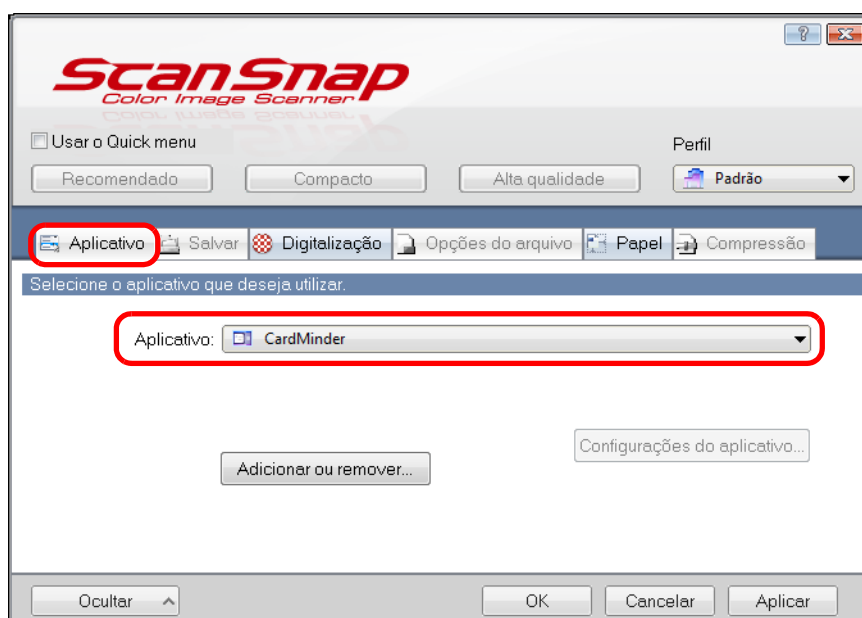 ScanSnap
Color Image Scanner
Usar o Quick menu
Perfil
Recomendado Compacto Alta qualidade Padrão
Aplicativo Salvar Digitalização Opções do arquivo Papel Compressão
Selecione o aplicativo que deseja utilizar.
Aplicativo: CardMinder
Configurações do aplicativo...
Adicionar ou remover...
Ocultar OK Cancelar Aplicar